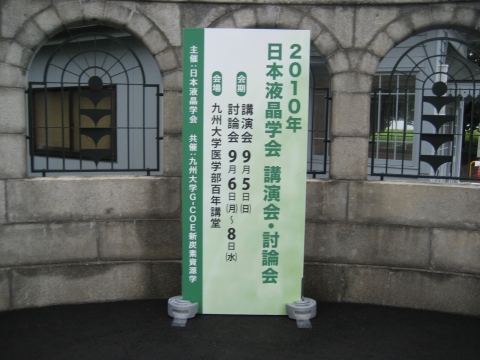 2010年
日本液晶学会 講演会・討論会
会期 講演会 9月5日(日)
討論会 9月6日(月)～8日(水)
会場 九州大学医学部百年講堂
主催：日本液晶学会 共催：九州大学G-COE新炭素資源学